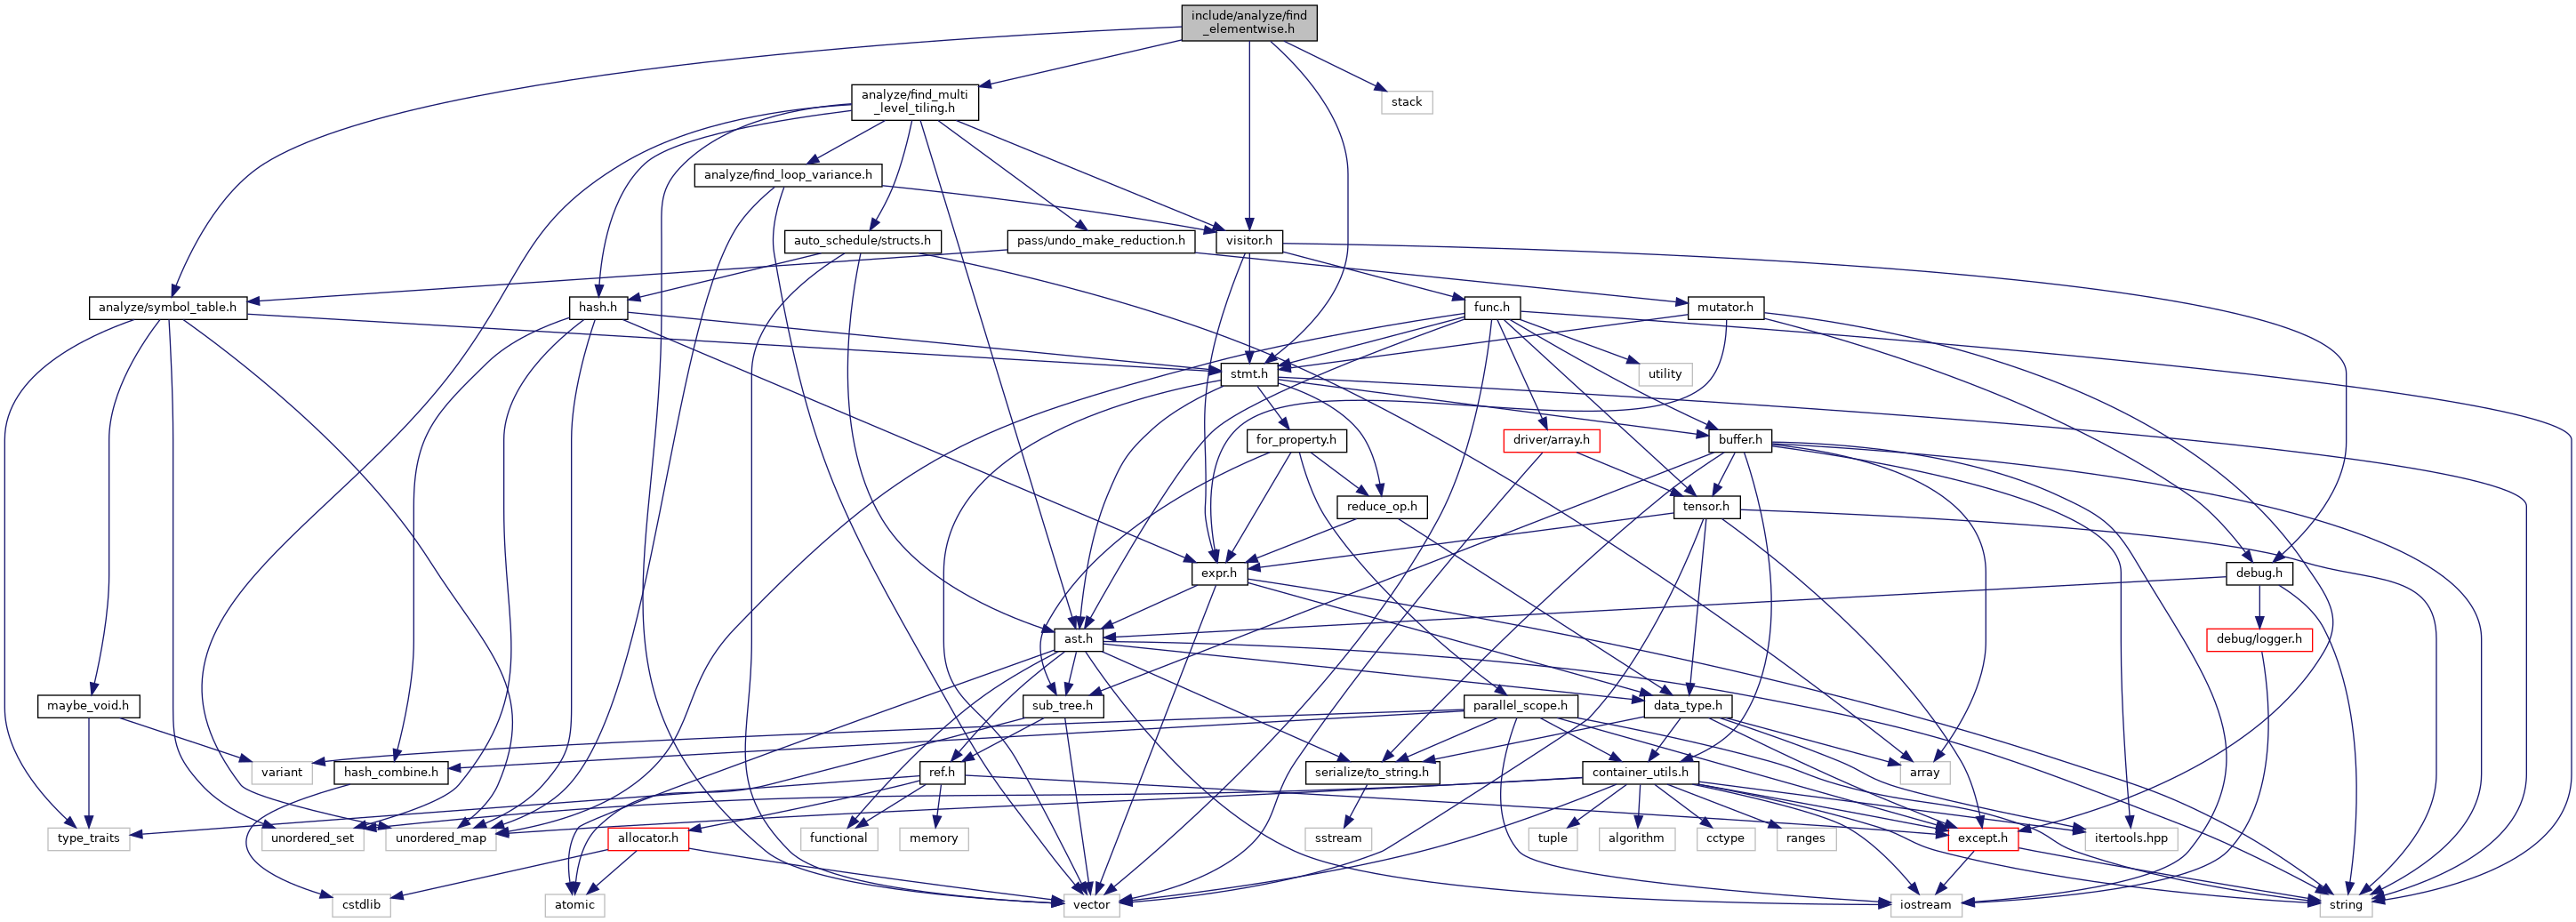 include/analyze/find
_elementwise.h
analyze/find_multi
_level_tiling.h
stack
analyze/find_loop_variance.h
auto_schedule/structs.h
pass/undo_make_reduction.h
visitor.h
analyze/symbol_table.h
hash.h
func.h
mutator.h
stmt.h
utility
for_property.h
driver/array.h
buffer.h
reduce_op.h
tensor.h
expr.h
debug.h
ast.h
debug/logger.h
maybe_void.h
sub_tree.h
parallel_scope.h
data_type.h
variant
hash_combine.h
ref.h
serialize/to_string.h
container_utils.h
array
type_traits
unordered_set
unordered_map
allocator.h
functional
memory
sstream
tuple
algorithm
cctype
ranges
except.h
itertools.hpp
cstdlib
atomic
vector
iostream
string